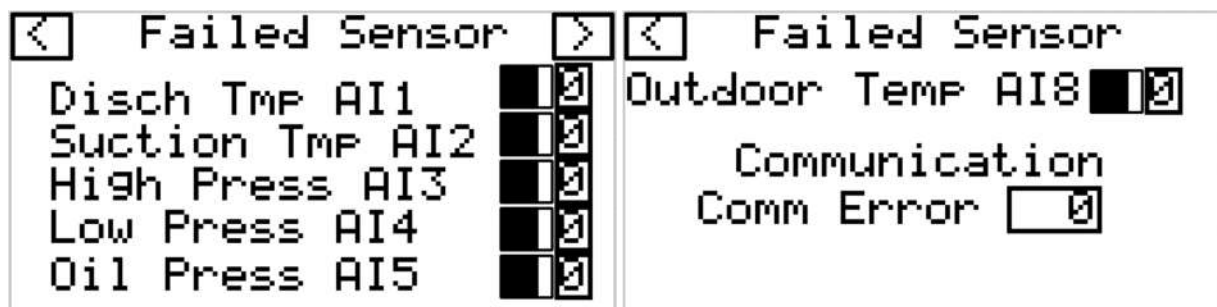 < Failed Sensor >
Disch Tmp AI1 0
Suction Tmp AI2 0
High Press AI3 0
Low Press AI4 0
Oil Press AI5 0
< Failed Sensor
Outdoor Temp AI8 0
Communication
Comm Error 0